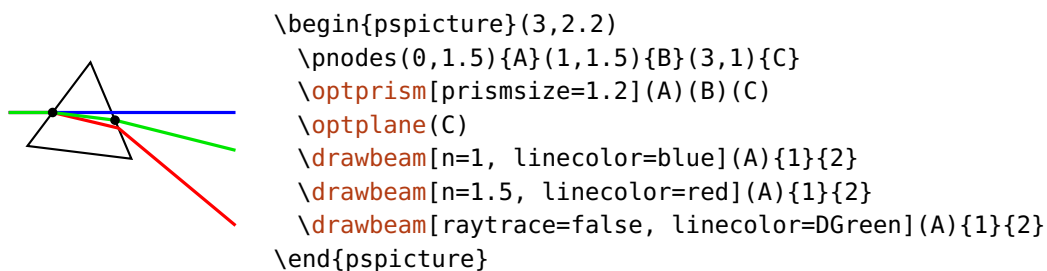 \begin{pspicture}(3,2.2)
  \pnodes(0,1.5){A}(1,1.5){B}(3,1){C}
  \optprism[prismsize=1.2](A)(B)(C)
  \optplane(C)
  \drawbeam[n=1, linecolor=blue](A){1}{2}
  \drawbeam[n=1.5, linecolor=red](A){1}{2}
  \drawbeam[raytrace=false, linecolor=DGreen](A){1}{2}
\end{pspicture}